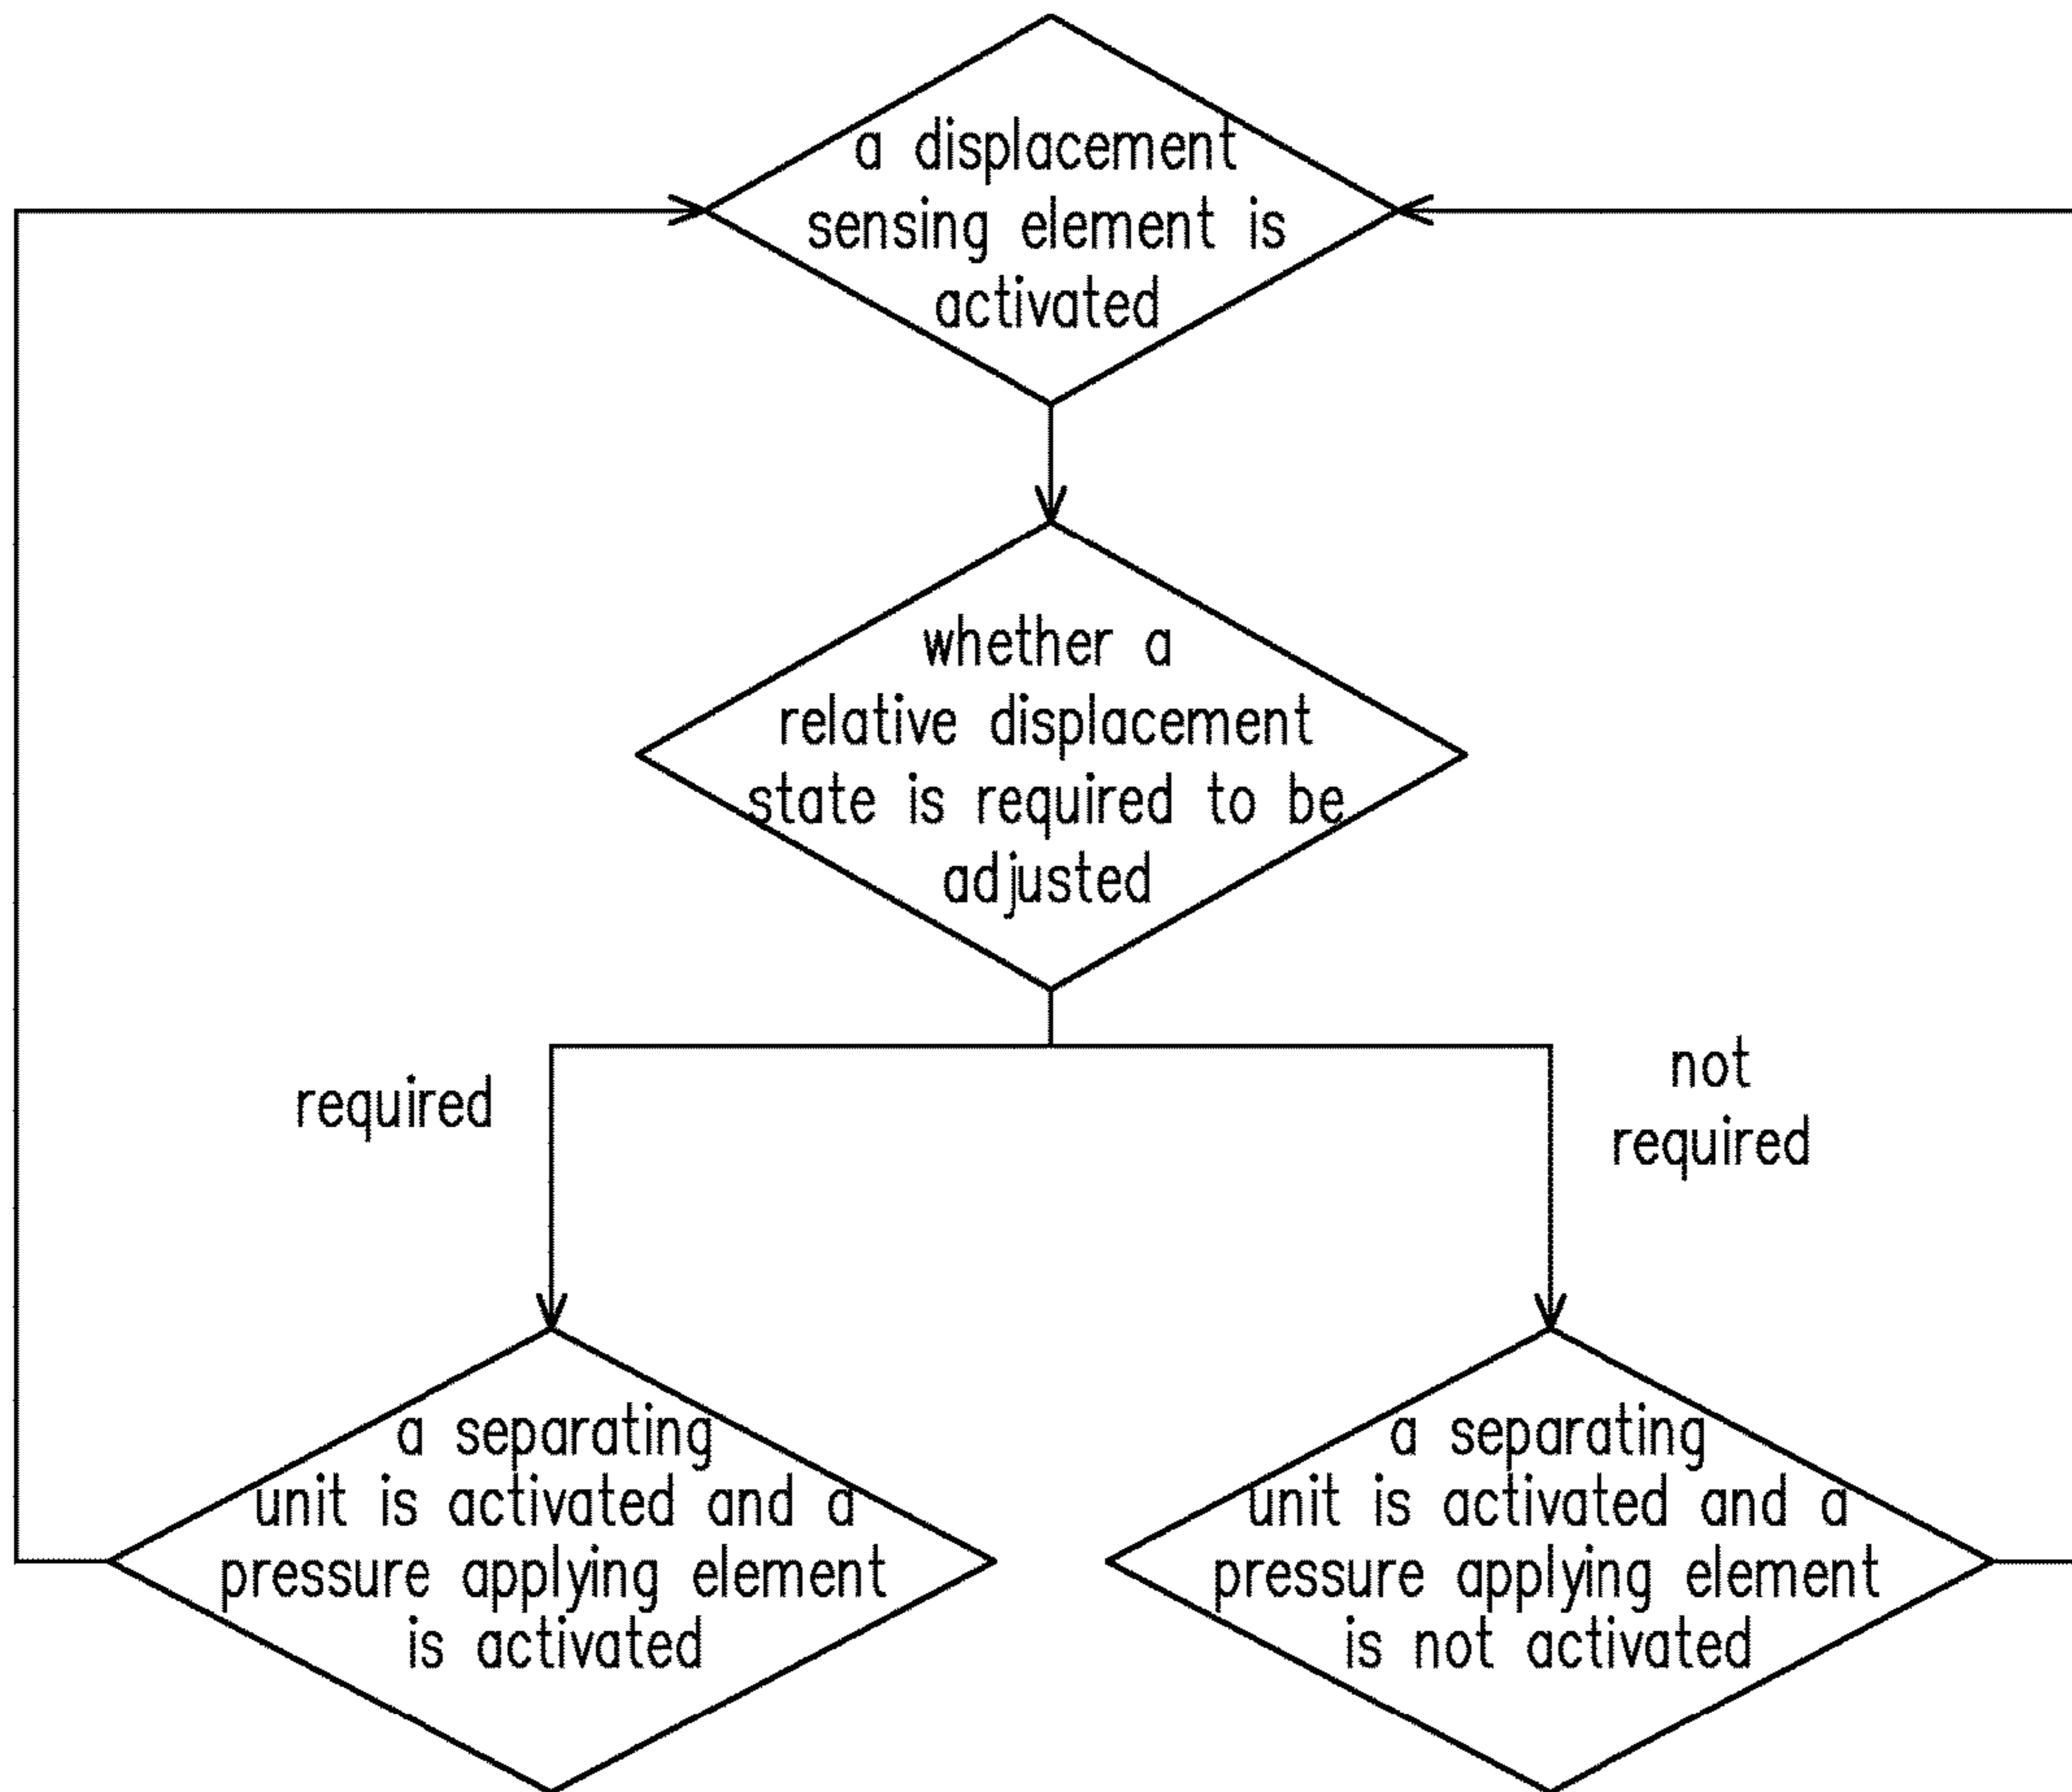 a displacement
sensing element is
activated
whether a
relative displacement
state is required to be
adjusted
required
not
required
a separating
unit is activated and a
pressure applying element
is activated
a separating
unit is activated and a
pressure applying element
is not activated